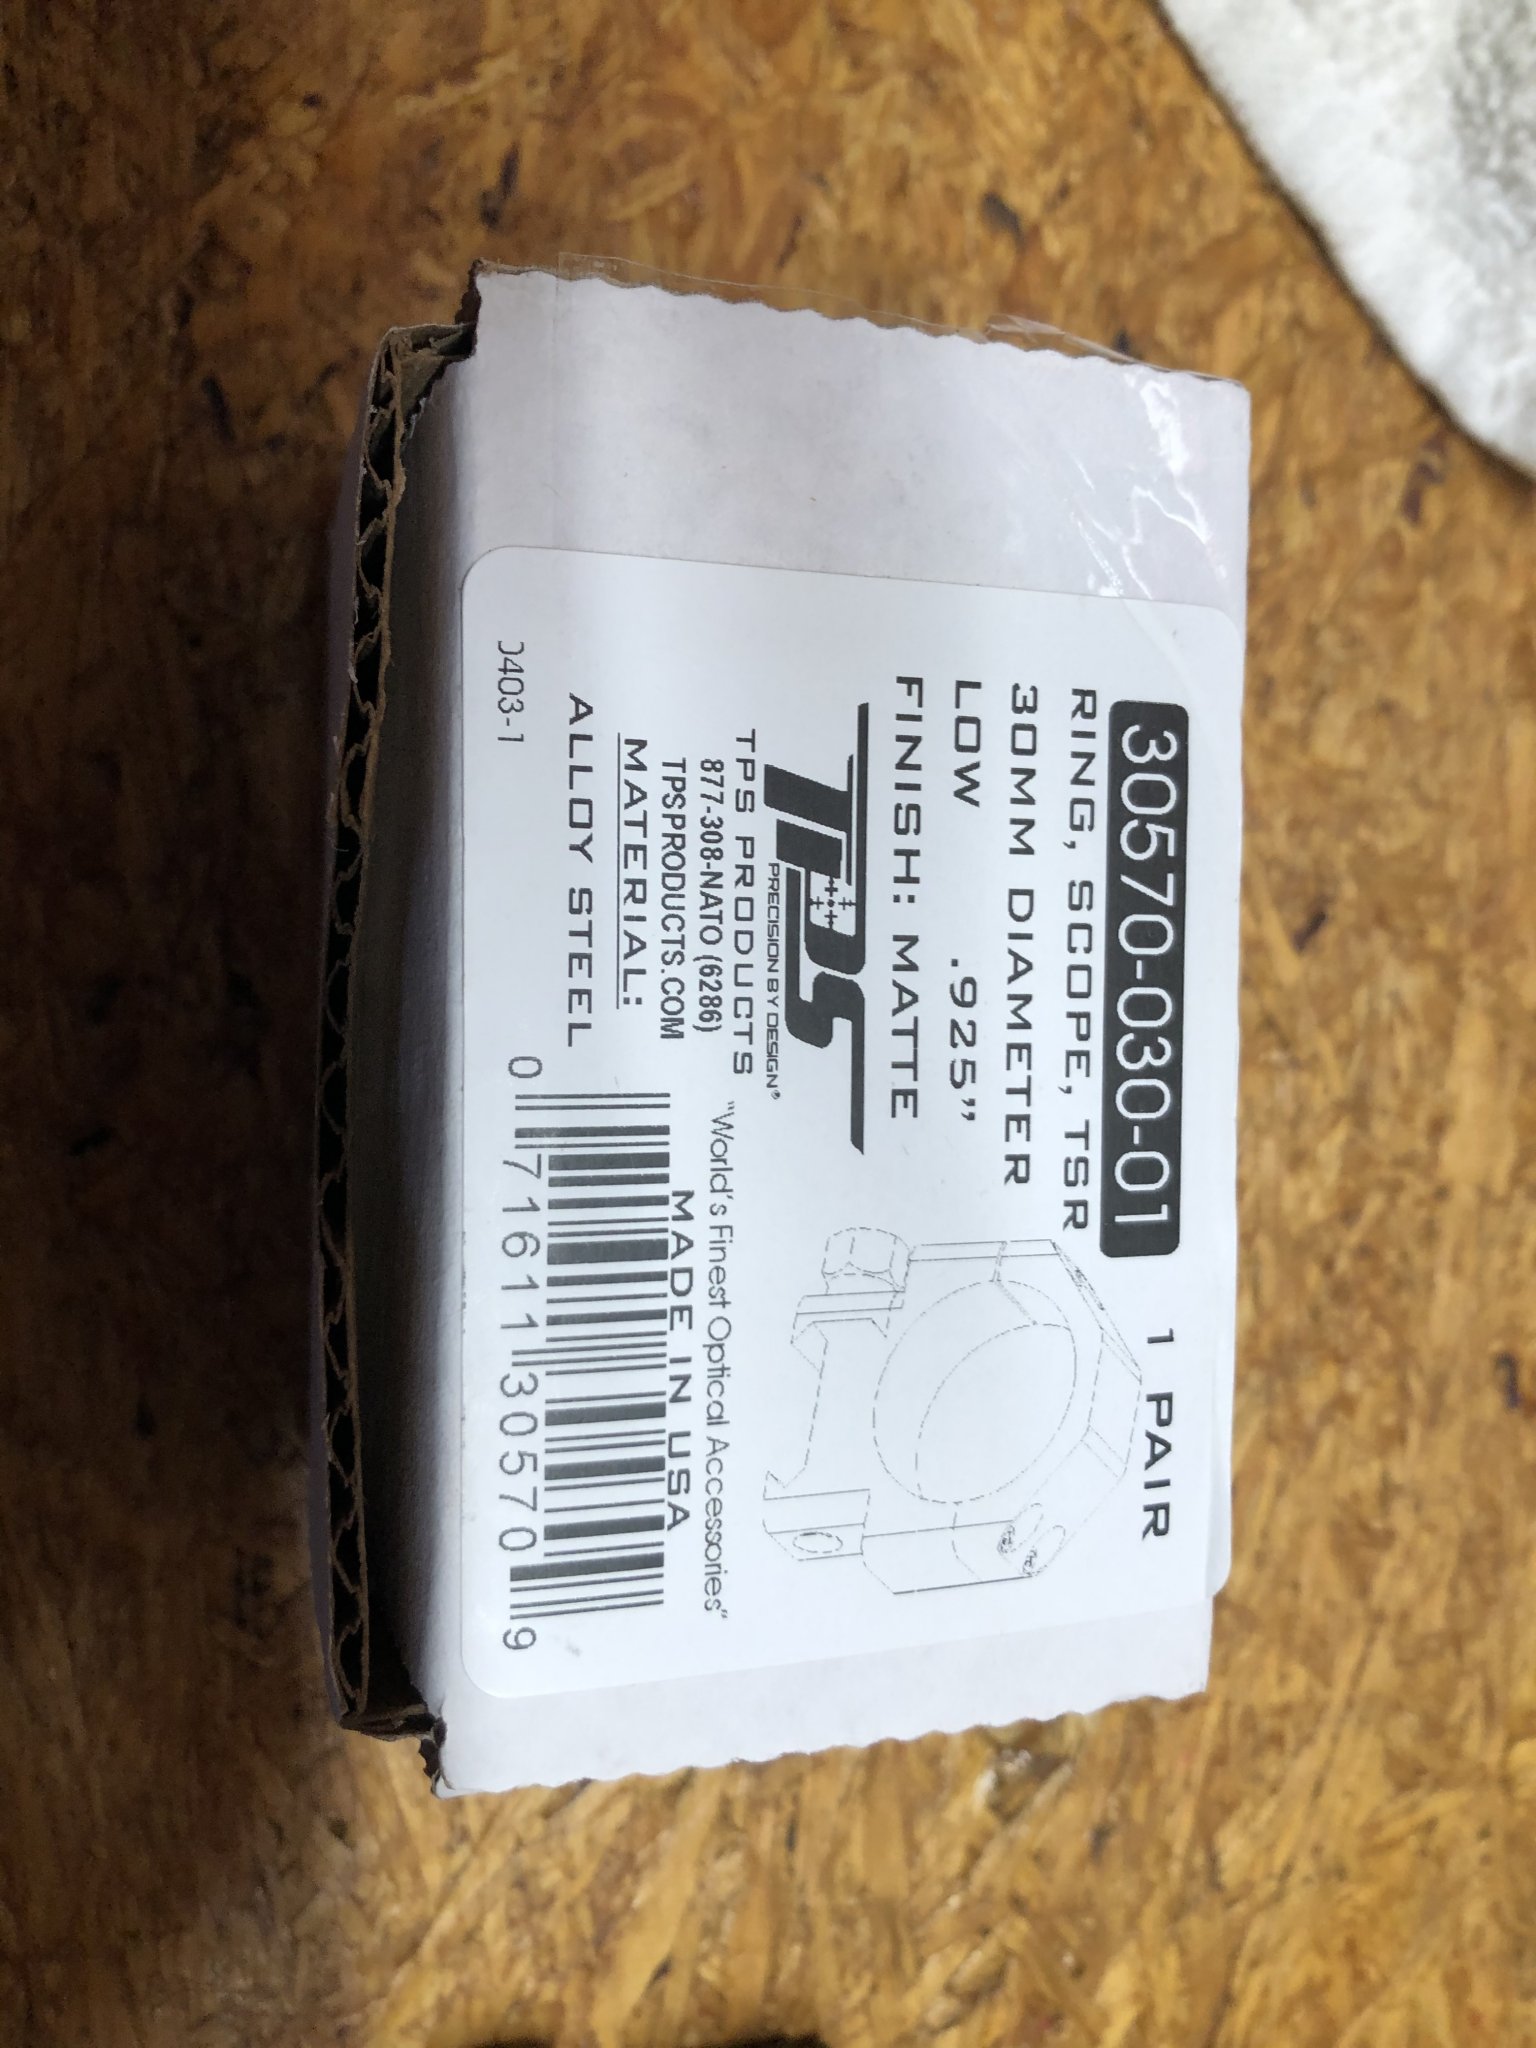 30570-030-01 1 PAIR
RING, SCOPE, TSR
30MM DIAMETER
LOW .925"
FINISH: MATTE
TPS
PRECISION BY DESIGN®
TPS PRODUCTS
877-308-NATO (6286)
TPSPRODUCTS.COM
"World's Finest Optical Accessories"
MATERIAL:
ALLOY STEEL
MADE IN USA
0 71611 30570 9
0403-1